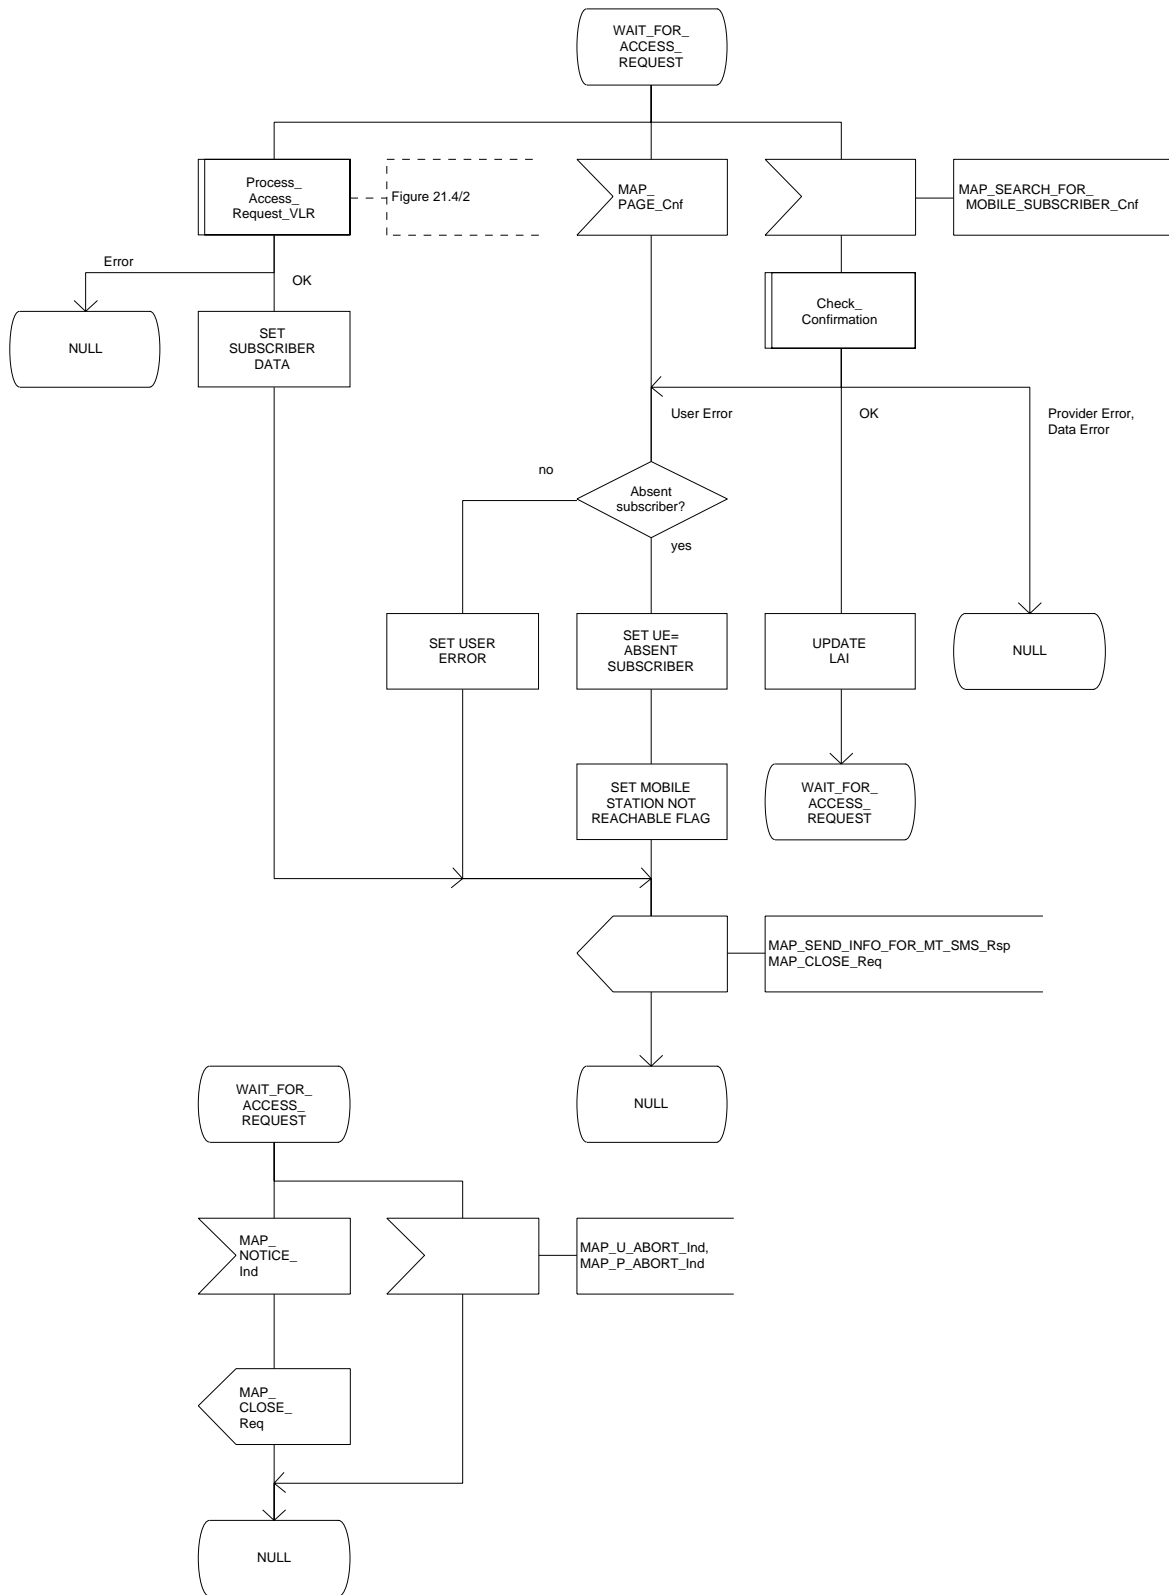 WAIT_FOR_
ACCESS_
REQUEST
Process_
Access_
Request_VLR
Figure 21.4/2
MAP_
PAGE_Cnf
MAP_SEARCH_FOR_
MOBILE_SUBSCRIBER_Cnf
Error
OK
Check_
Confirmation
NULL
SET
SUBSCRIBER
DATA
User Error
OK
Provider Error,
Data Error
no
Absent
subscriber?
yes
SET USER
ERROR
SET UE=
ABSENT
SUBSCRIBER
UPDATE
LAI
NULL
SET MOBILE
STATION NOT
REACHABLE FLAG
WAIT_FOR_
ACCESS_
REQUEST
MAP_SEND_INFO_FOR_MT_SMS_Rsp
MAP_CLOSE_Req
NULL
WAIT_FOR_
ACCESS_
REQUEST
MAP_
NOTICE_
Ind
MAP_U_ABORT_Ind,
MAP_P_ABORT_Ind
MAP_
CLOSE_
Req
NULL